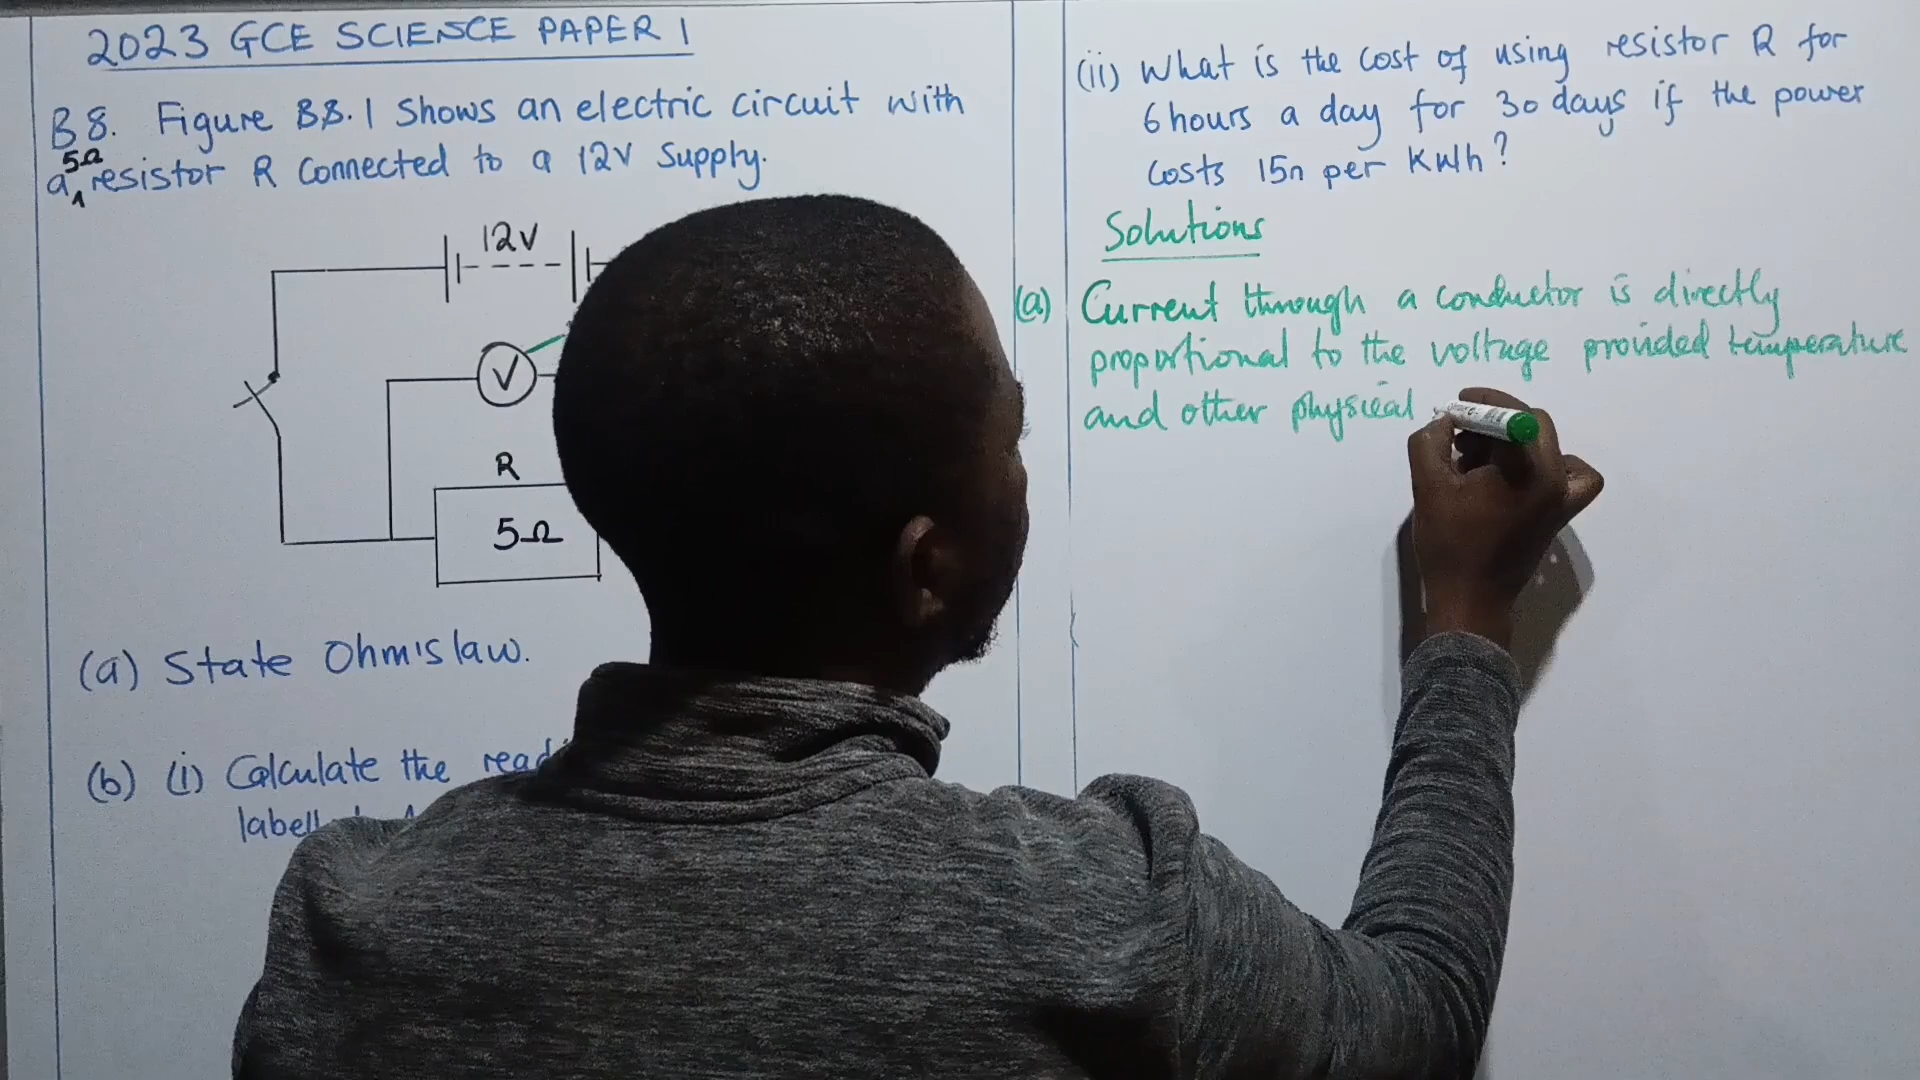 2023 GCE SCIENCE PAPER 1
B8. Figure B8.1 Shows an electric circuit with
5Ω
a resistor R connected to a 12V supply.
12V
V
R
5Ω
(a) State Ohm's law.
(b) (i) Calculate the
(ii) What is the cost of using resistor R for
6 hours a day for 30 days if the power
costs 15n per KWh?
Solutions
(a) Current through a conductor is directly
proportional to the voltage provided temperature
and other physical